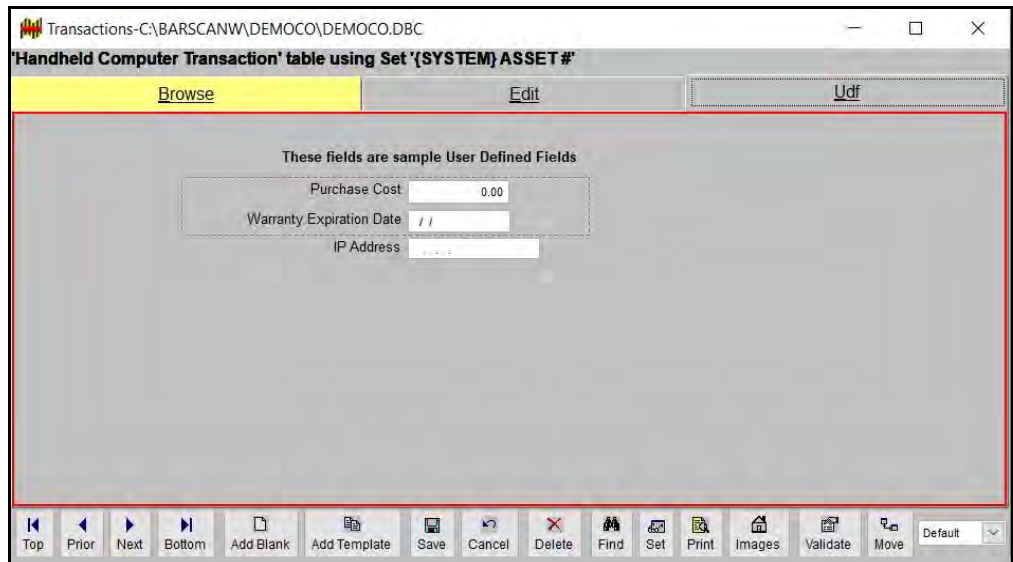 Transactions-C:\BARSCANW\DEMOCO\DEMOCO.DBC
'Handheld Computer Transaction' table using Set '{SYSTEM} ASSET #'
Browse Edit Udf
These fields are sample User Defined Fields
Purchase Cost 0.00
Warranty Expiration Date / /
IP Address . . . .
Top Prior Next Bottom Add Blank Add Template Save Cancel Delete Find Set Print Images Validate Move Default